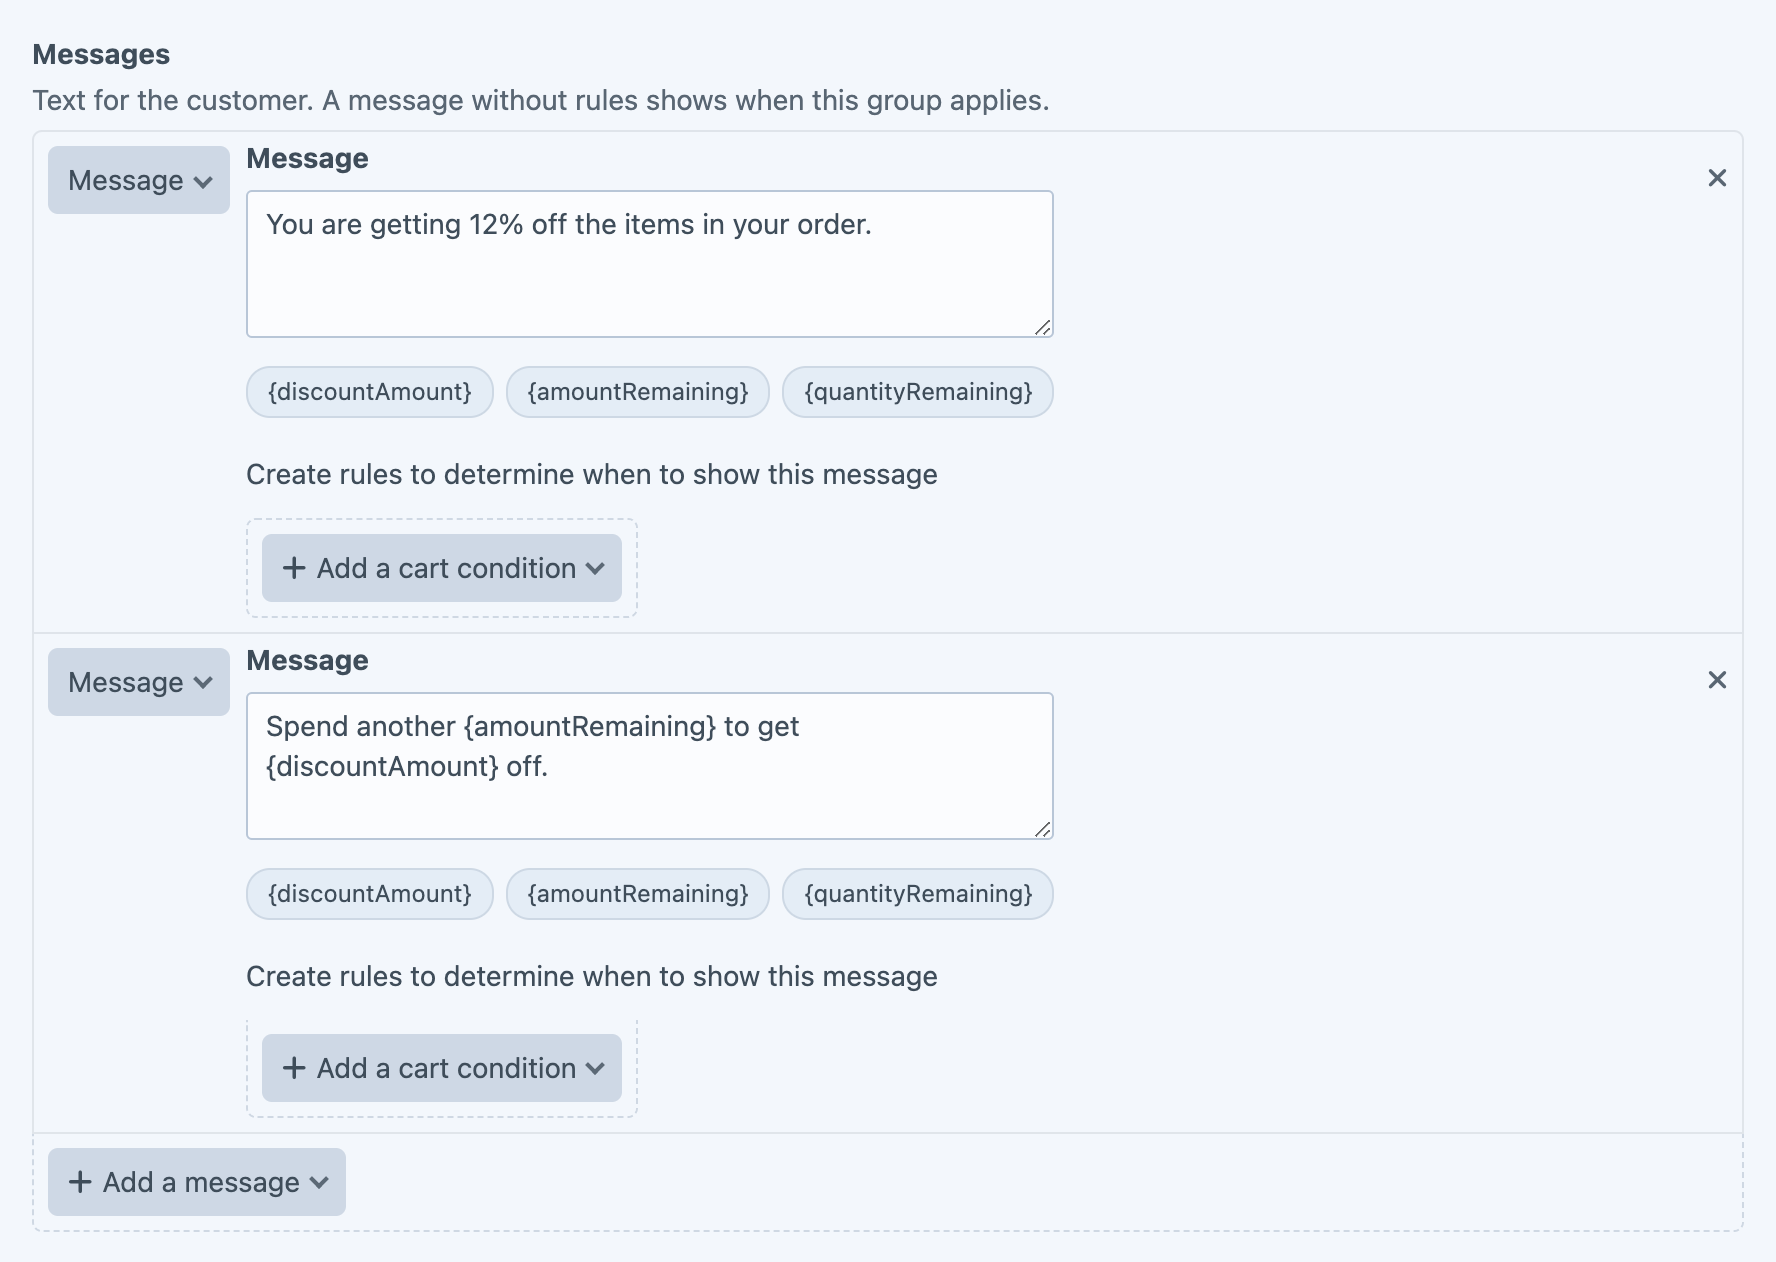 Messages
Text for the customer. A message without rules shows when this group applies.
Message
Message
You are getting 12% off the items in your order.
{discountAmount} {amountRemaining} {quantityRemaining}
Create rules to determine when to show this message
Add a cart condition
Message
Message
Spend another {amountRemaining} to get
{discountAmount} off.
{discountAmount} {amountRemaining} {quantityRemaining}
Create rules to determine when to show this message
Add a cart condition
Add a message